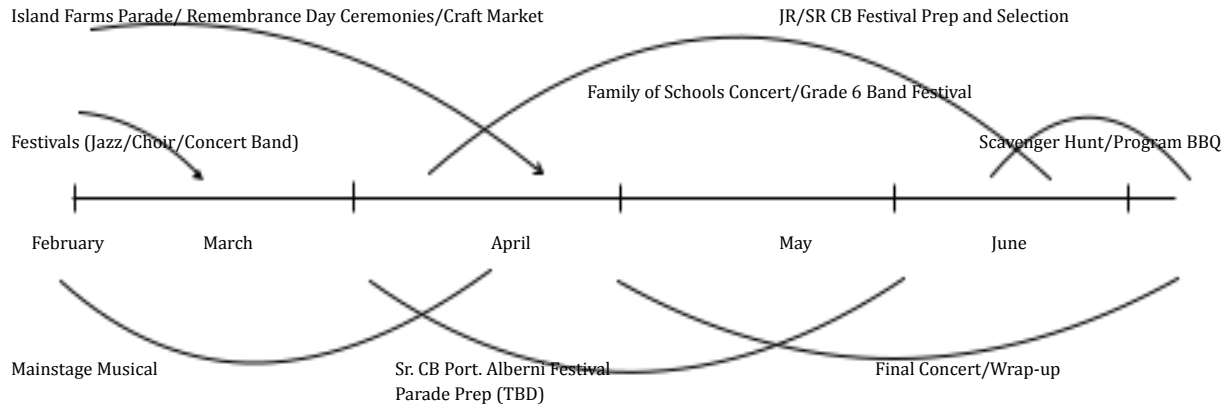 Island Farms Parade/ Remembrance Day Ceremonies/Craft Market
JR/SR CB Festival Prep and Selection
Family of Schools Concert/Grade 6 Band Festival
Festivals (Jazz/Choir/Concert Band)
Scavenger Hunt/Program BBQ
February
March
April
May
June
Mainstage Musical
Sr. CB Port. Alberni Festival
Parade Prep (TBD)
Final Concert/Wrap-up